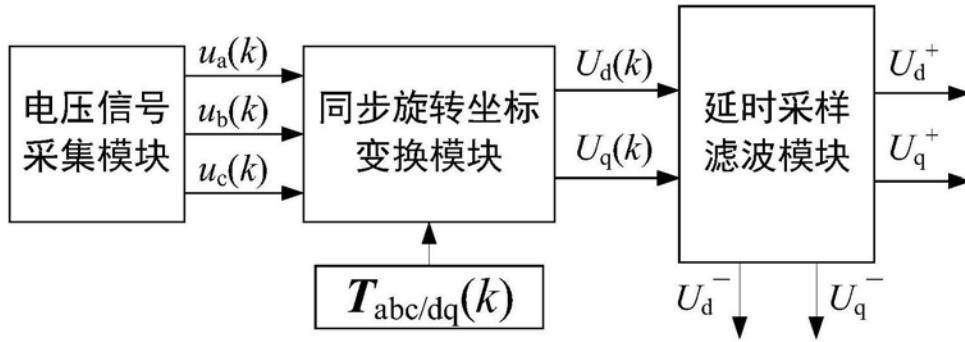 电压信号
采集模块
u_a(k)
u_b(k)
u_c(k)
同步旋转坐标
变换模块
T_abc/dq(k)
U_d(k)
U_q(k)
延时采样
滤波模块
U_d^+
U_q^+
U_d^−
U_q^−